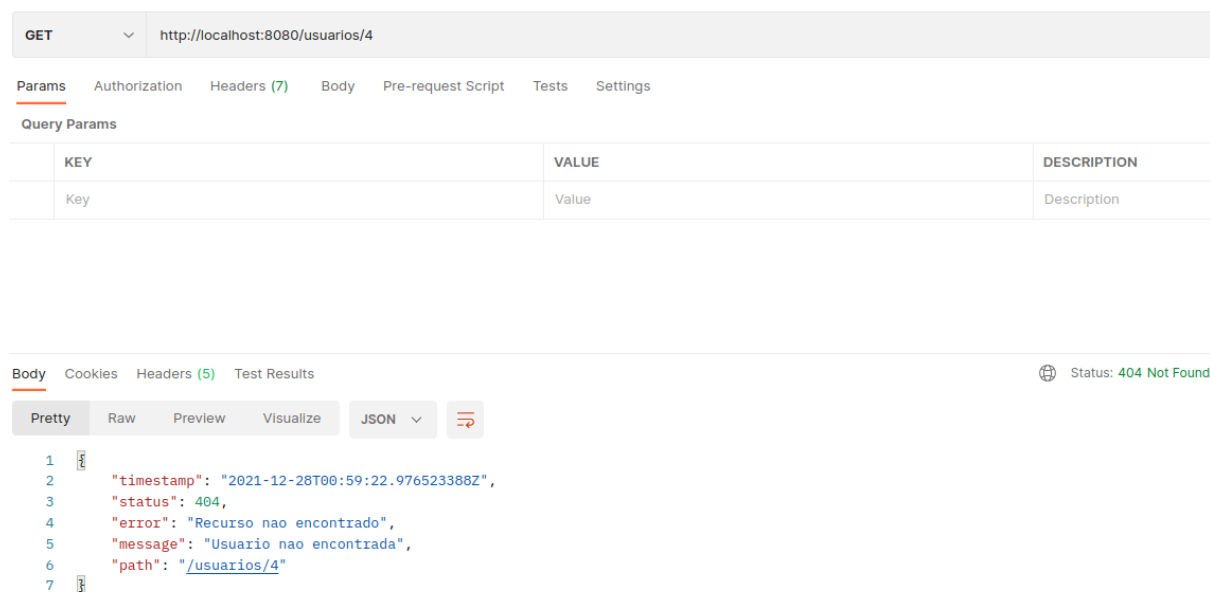 GET http://localhost:8080/usuarios/4
Params Authorization Headers (7) Body Pre-request Script Tests Settings
Query Params
KEY VALUE DESCRIPTION
Key Value Description
Body Cookies Headers (5) Test Results Status: 404 Not Found
Pretty Raw Preview Visualize JSON
1 {
2 "timestamp": "2021-12-28T00:59:22.976523388Z",
3 "status": 404,
4 "error": "Recurso nao encontrado",
5 "message": "Usuario nao encontrada",
6 "path": "/usuarios/4"
7 }